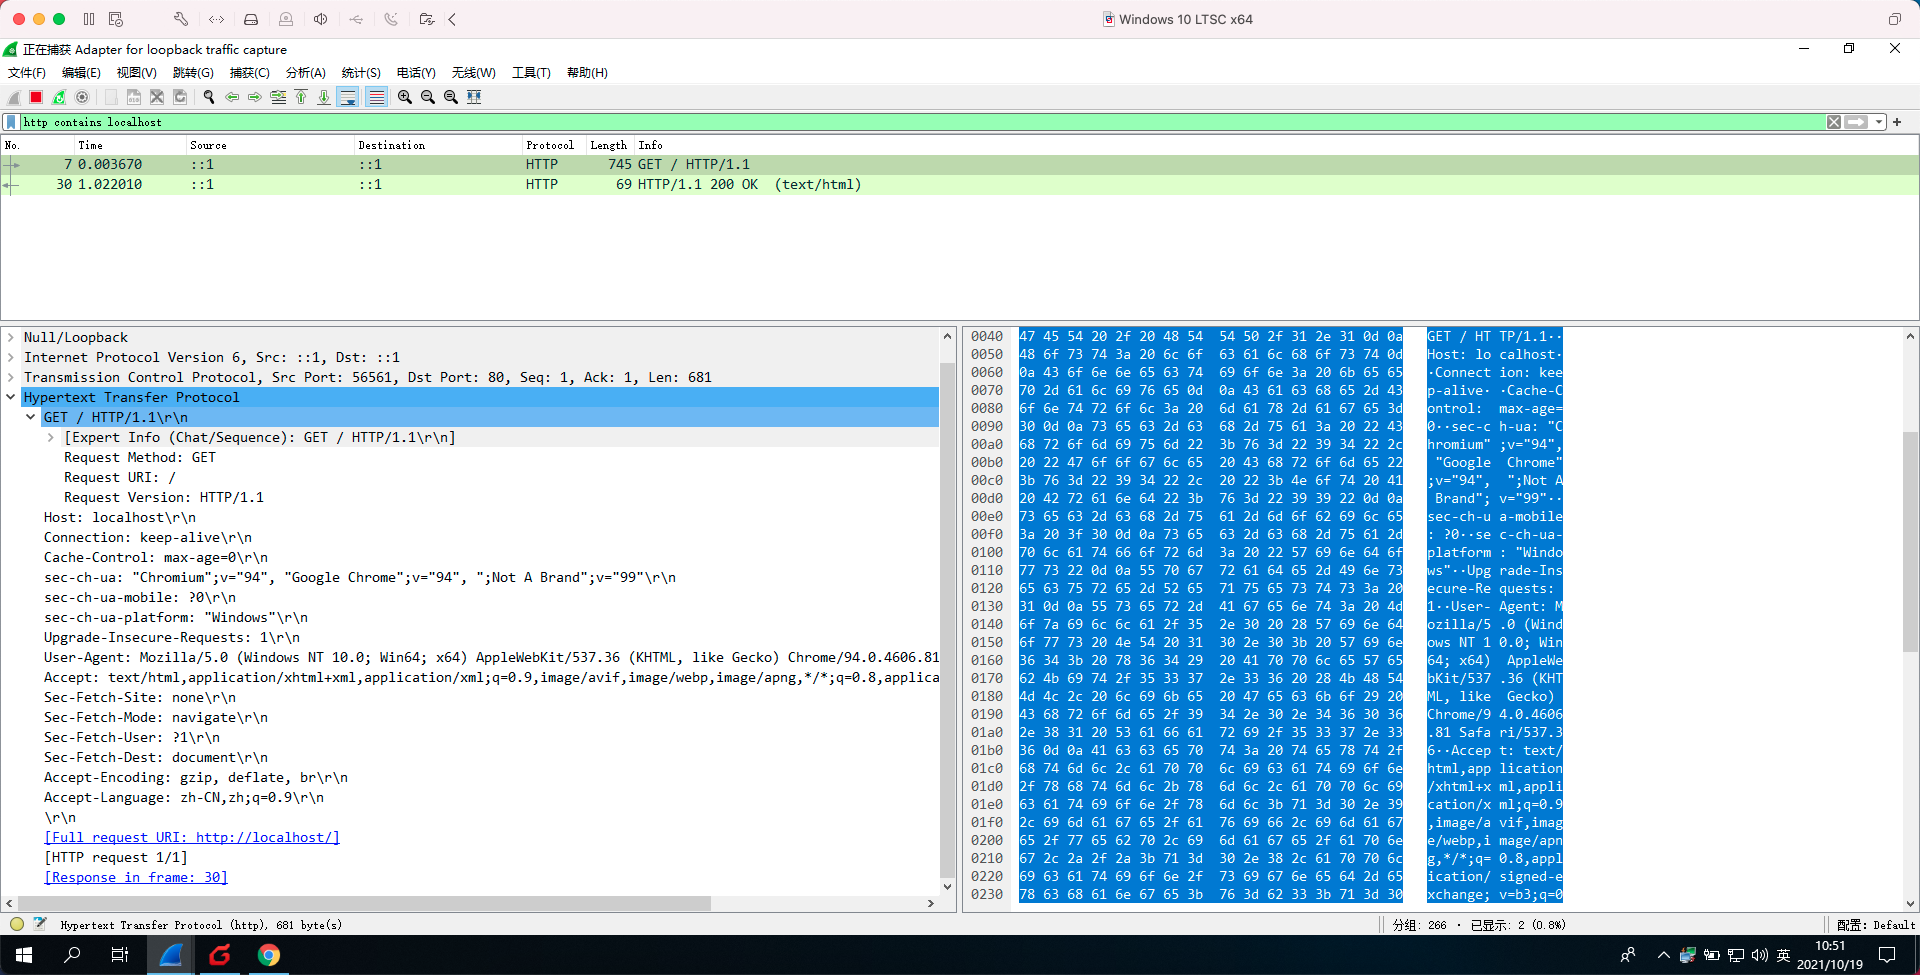 Windows 10 LTSC x64
正在捕获 Adapter for loopback traffic capture
文件(F) 编辑(E) 视图(V) 跳转(G) 捕获(C) 分析(A) 统计(S) 电话(Y) 无线(W) 工具(T) 帮助(H)
http contains localhost
No. Time Source Destination Protocol Length Info
7 0.003670 ::1 ::1 HTTP 745 GET / HTTP/1.1
30 1.022010 ::1 ::1 HTTP 69 HTTP/1.1 200 OK (text/html)
Null/Loopback
Internet Protocol Version 6, Src: ::1, Dst: ::1
Transmission Control Protocol, Src Port: 56561, Dst Port: 80, Seq: 1, Ack: 1, Len: 681
Hypertext Transfer Protocol
GET / HTTP/1.1\r\n
[Expert Info (Chat/Sequence): GET / HTTP/1.1\r\n]
Request Method: GET
Request URI: /
Request Version: HTTP/1.1
Host: localhost\r\n
Connection: keep-alive\r\n
Cache-Control: max-age=0\r\n
sec-ch-ua: "Chromium";v="94", "Google Chrome";v="94", ";Not A Brand";v="99"\r\n
sec-ch-ua-mobile: ?0\r\n
sec-ch-ua-platform: "Windows"\r\n
Upgrade-Insecure-Requests: 1\r\n
User-Agent: Mozilla/5.0 (Windows NT 10.0; Win64; x64) AppleWebKit/537.36 (KHTML, like Gecko) Chrome/94.0.4606.81
Accept: text/html,application/xhtml+xml,application/xml;q=0.9,image/avif,image/webp,image/apng,*/*;q=0.8,applica
Sec-Fetch-Site: none\r\n
Sec-Fetch-Mode: navigate\r\n
Sec-Fetch-User: ?1\r\n
Sec-Fetch-Dest: document\r\n
Accept-Encoding: gzip, deflate, br\r\n
Accept-Language: zh-CN,zh;q=0.9\r\n
\r\n
[Full request URI: http://localhost/]
[HTTP request 1/1]
[Response in frame: 30]
0040 47 45 54 20 2f 20 48 54 54 50 2f 31 2e 31 0d 0a GET / HT TP/1.1··
0050 48 6f 73 74 3a 20 6c 6f 63 61 6c 68 6f 73 74 0d Host: lo calhost·
0060 0a 43 6f 6e 6e 65 63 74 69 6f 6e 3a 20 6b 65 65 ·Connect ion: kee
0070 70 2d 61 6c 69 76 65 0d 0a 43 61 63 68 65 2d 43 p-alive· ·Cache-C
0080 6f 6e 74 72 6f 6c 3a 20 6d 61 78 2d 61 67 65 3d ontrol: max-age=
0090 30 0d 0a 73 65 63 2d 63 68 2d 75 61 3a 20 22 43 0··sec-c h-ua: "C
00a0 68 72 6f 6d 69 75 6d 22 3b 76 3d 22 39 34 22 2c hromium" ;v="94",
00b0 20 22 47 6f 6f 67 6c 65 20 43 68 72 6f 6d 65 22 "Google Chrome"
00c0 3b 76 3d 22 39 34 22 2c 20 22 3b 4e 6f 74 20 41 ;v="94", ";Not A
00d0 20 42 72 61 6e 64 22 3b 76 3d 22 39 39 22 0d 0a Brand"; v="99"··
00e0 73 65 63 2d 63 68 2d 75 61 2d 6d 6f 62 69 6c 65 sec-ch-u a-mobile
00f0 3a 20 3f 30 0d 0a 73 65 63 2d 63 68 2d 75 61 2d : ?0··se c-ch-ua-
0100 70 6c 61 74 66 6f 72 6d 3a 20 22 57 69 6e 64 6f platform : "Windo
0110 77 73 22 0d 0a 55 70 67 72 61 64 65 2d 49 6e 73 ws"··Upg rade-Ins
0120 65 63 75 72 65 2d 52 65 71 75 65 73 74 73 3a 20 ecure-Re quests:
0130 31 0d 0a 55 73 65 72 2d 41 67 65 6e 74 3a 20 4d 1··User- Agent: M
0140 6f 7a 69 6c 6c 61 2f 35 2e 30 20 28 57 69 6e 64 ozilla/5 .0 (Wind
0150 6f 77 73 20 4e 54 20 31 30 2e 30 3b 20 57 69 6e ows NT 1 0.0; Win
0160 36 34 3b 20 78 36 34 29 20 41 70 70 6c 65 57 65 64; x64) AppleWe
0170 62 4b 69 74 2f 35 33 37 2e 33 36 20 28 4b 48 54 bKit/537 .36 (KHT
0180 4d 4c 2c 20 6c 69 6b 65 20 47 65 63 6b 6f 29 20 ML, like Gecko)
0190 43 68 72 6f 6d 65 2f 39 34 2e 30 2e 34 36 30 36 Chrome/9 4.0.4606
01a0 2e 38 31 20 53 61 66 61 72 69 2f 35 33 37 2e 33 .81 Safa ri/537.3
01b0 36 0d 0a 41 63 63 65 70 74 3a 20 74 65 78 74 2f 6··Accep t: text/
01c0 68 74 6d 6c 2c 61 70 70 6c 69 63 61 74 69 6f 6e html,app lication
01d0 2f 78 68 74 6d 6c 2b 78 6d 6c 2c 61 70 70 6c 69 /xhtml+x ml,appli
01e0 63 61 74 69 6f 6e 2f 78 6d 6c 3b 71 3d 30 2e 39 cation/x ml;q=0.9
01f0 2c 69 6d 61 67 65 2f 61 76 69 66 2c 69 6d 61 67 ,image/a vif,imag
0200 65 2f 77 65 62 70 2c 69 6d 61 67 65 2f 61 70 6e e/webp,i mage/apn
0210 67 2c 2a 2f 2a 3b 71 3d 30 2e 38 2c 61 70 70 6c g,*/*;q= 0.8,appl
0220 69 63 61 74 69 6f 6e 2f 73 69 67 6e 65 64 2d 65 ication/ signed-e
0230 78 63 68 61 6e 67 65 3b 76 3d 62 33 3b 71 3d 30 xchange; v=b3;q=0
Hypertext Transfer Protocol (http), 681 byte(s)
分组: 266 · 已显示: 2 (0.8%)
配置: Default
英
10:51
2021/10/19